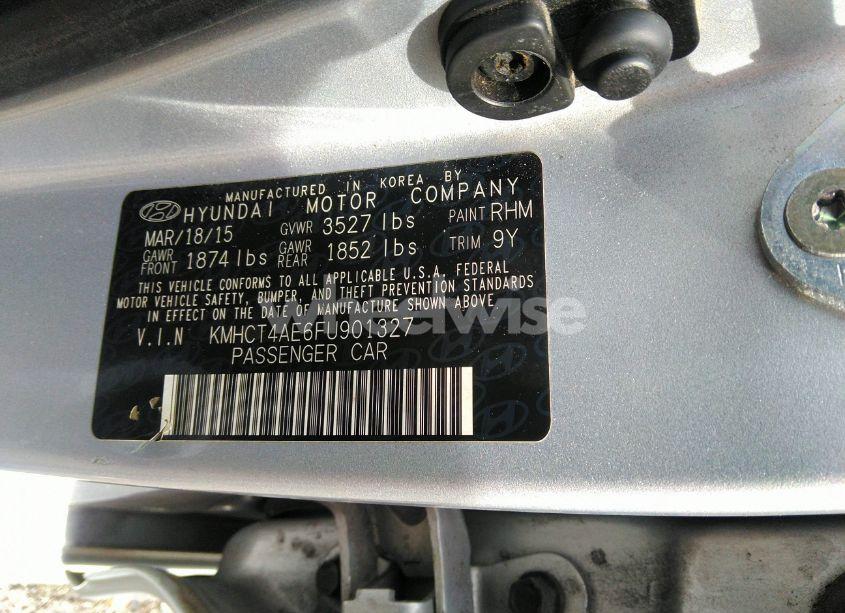 MANUFACTURED IN KOREA BY
HYUNDAI MOTOR COMPANY
MAR/18/15 GVWR 3527 lbs PAINT RHM
GAWR FRONT 1874 lbs GAWR REAR 1852 lbs TRIM 9Y
THIS VEHICLE CONFORMS TO ALL APPLICABLE U.S.A. FEDERAL
MOTOR VEHICLE SAFETY, BUMPER, AND THEFT PREVENTION STANDARDS
IN EFFECT ON THE DATE OF MANUFACTURE SHOWN ABOVE.
V.I.N KMHCT4AE6FU901327
PASSENGER CAR
wheelwise